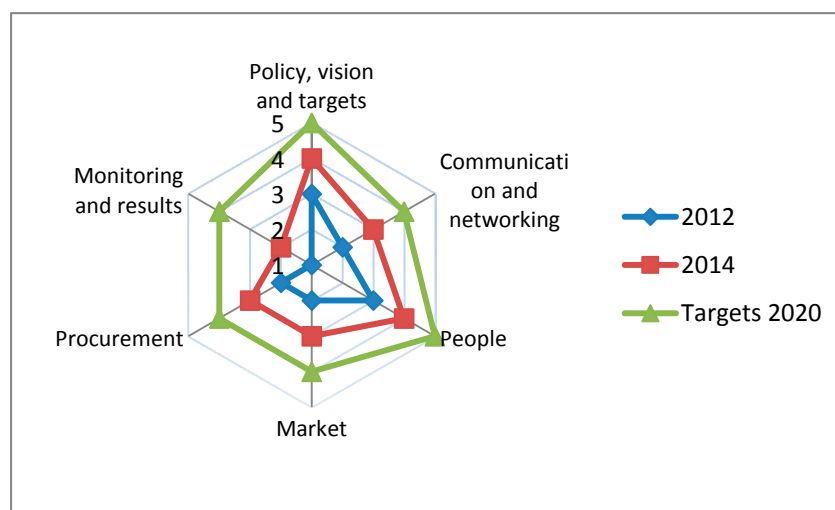 Policy, vision
and targets
5
4
3
2
1
Communicati
on and
networking
Monitoring
and results
Procurement
People
Market
2012
2014
Targets 2020